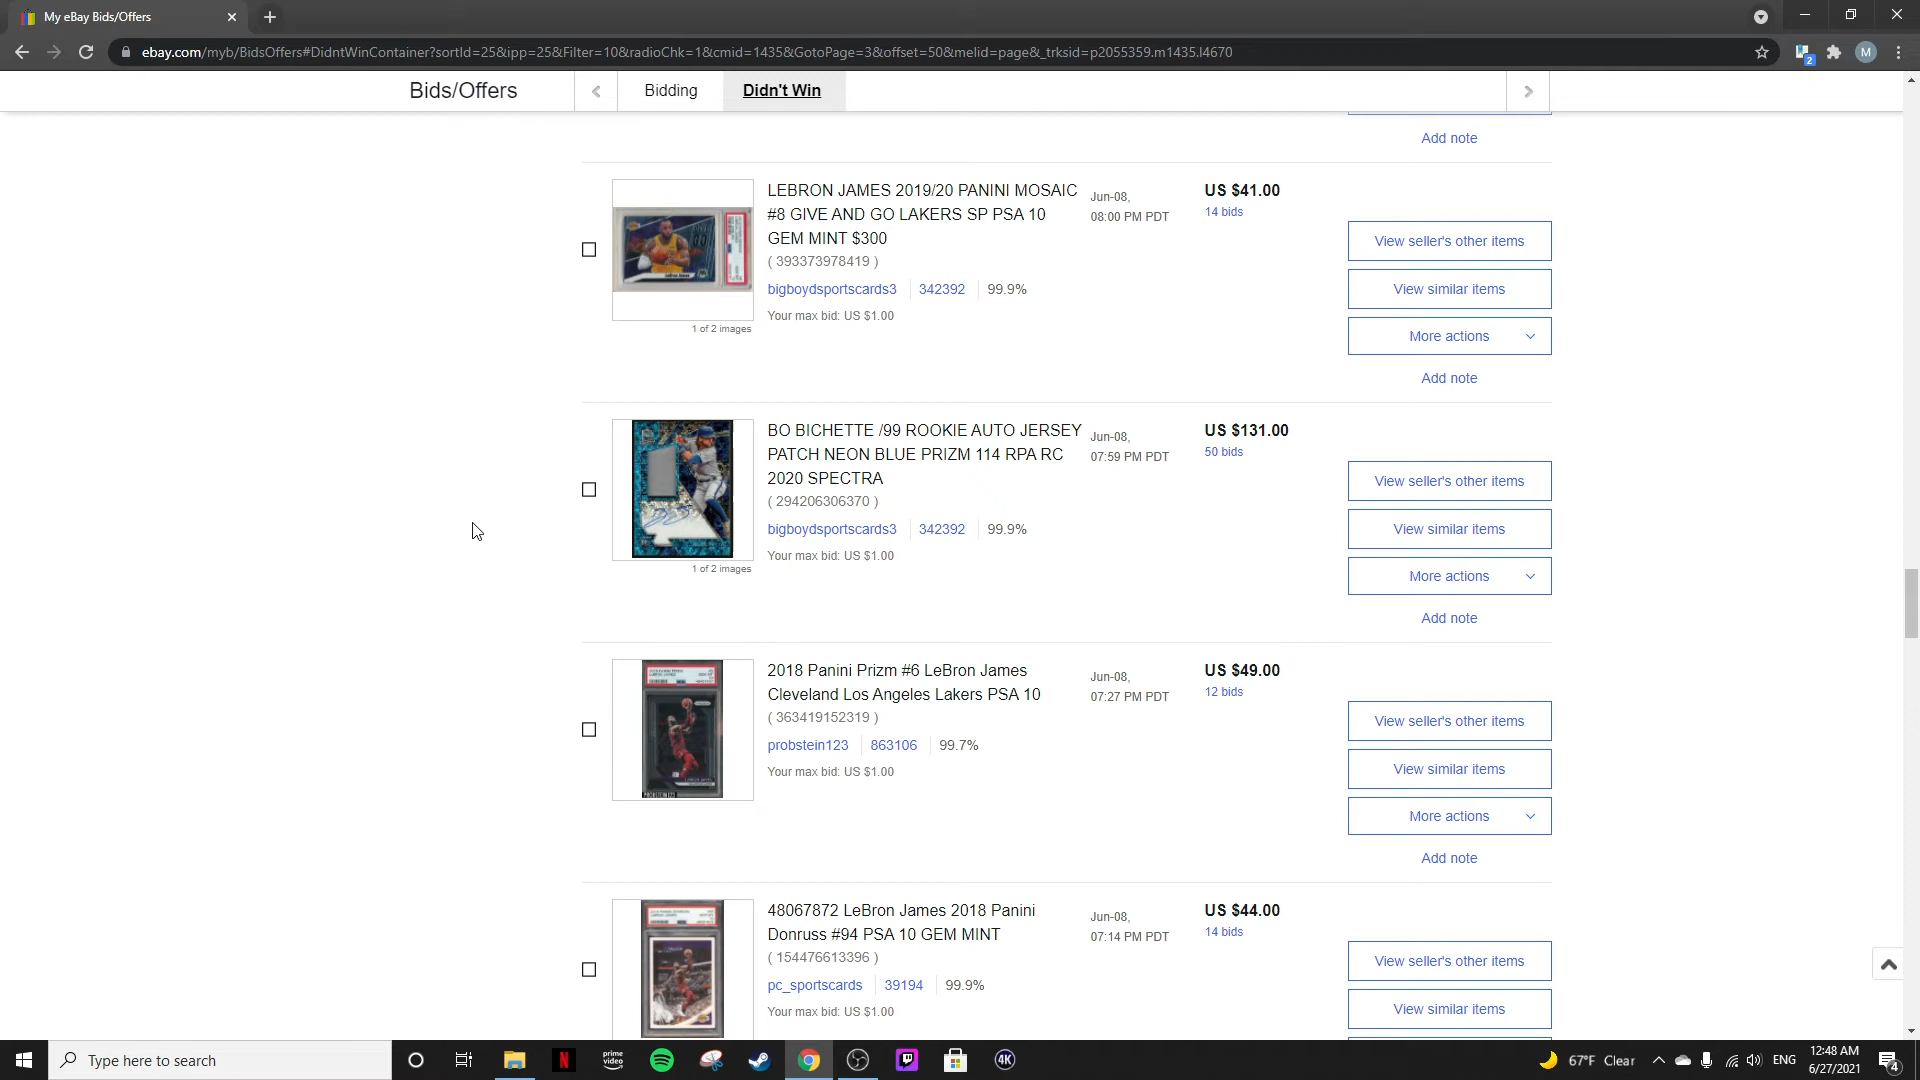 My eBay Bids/Offers
ebay.com/myb/BidsOffers#DidntWinContainer?sortId=25&ipp=25&Filter=10&radioChk=1&cmid=1435&GotoPage=3&offset=50&melid=page&_trksid=p2055359.m1435.l4670
2
M
Bids/Offers
Bidding
Didn't Win
Add note
LEBRON JAMES 2019/20 PANINI MOSAIC
#8 GIVE AND GO LAKERS SP PSA 10
GEM MINT $300
( 393373978419 )
bigboydsportscards3 342392 99.9%
Your max bid: US $1.00
1 of 2 images
Jun-08,
08:00 PM PDT
US $41.00
14 bids
View seller's other items
View similar items
More actions
Add note
BO BICHETTE /99 ROOKIE AUTO JERSEY
PATCH NEON BLUE PRIZM 114 RPA RC
2020 SPECTRA
( 294206306370 )
bigboydsportscards3 342392 99.9%
Your max bid: US $1.00
1 of 2 images
Jun-08,
07:59 PM PDT
US $131.00
50 bids
View seller's other items
View similar items
More actions
Add note
2018 Panini Prizm #6 LeBron James
Cleveland Los Angeles Lakers PSA 10
( 363419152319 )
probstein123 863106 99.7%
Your max bid: US $1.00
Jun-08,
07:27 PM PDT
US $49.00
12 bids
View seller's other items
View similar items
More actions
Add note
48067872 LeBron James 2018 Panini
Donruss #94 PSA 10 GEM MINT
( 154476613396 )
pc_sportscards 39194 99.9%
Your max bid: US $1.00
Jun-08,
07:14 PM PDT
US $44.00
14 bids
View seller's other items
View similar items
Type here to search
N
prime
video
4K
67°F Clear
ENG
12:48 AM
6/27/2021
4